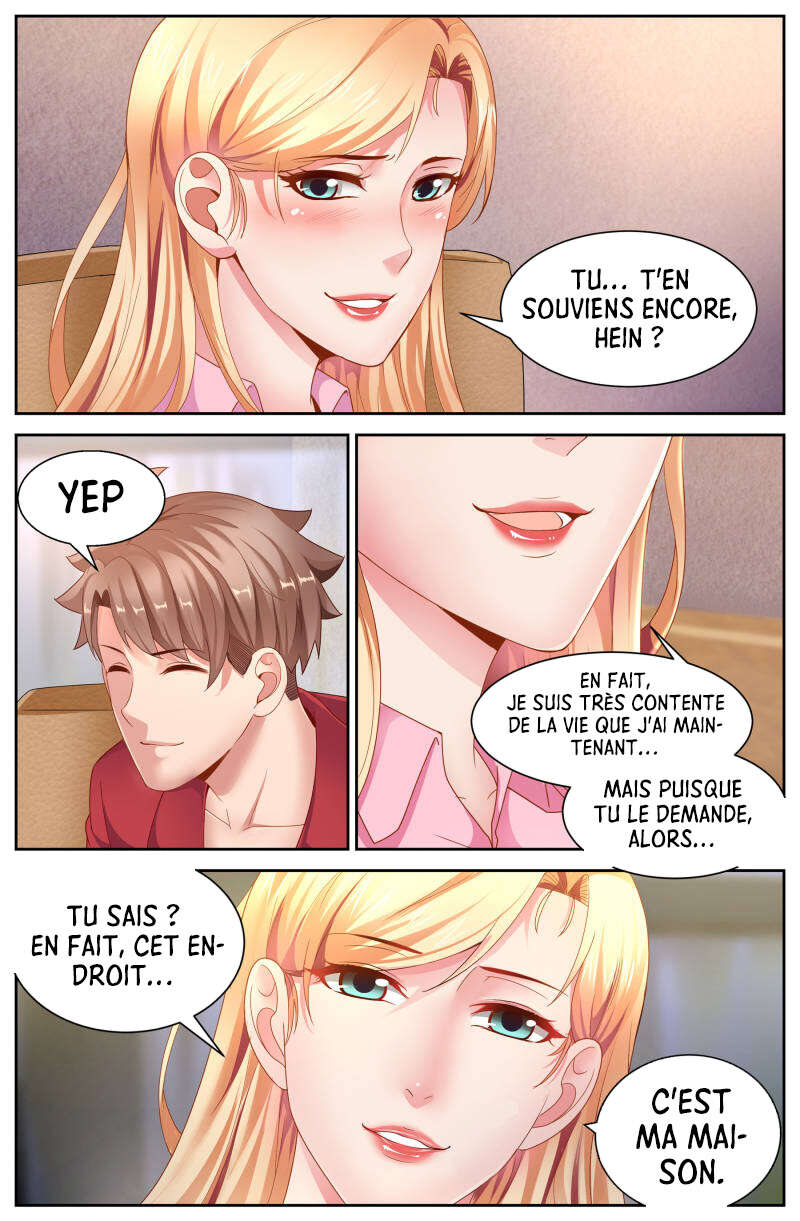 TU... T'EN
SOUVIENS ENCORE,
HEIN ?
YEP
EN FAIT,
JE SUIS TRÈS CONTENTE
DE LA VIE QUE J'AI MAIN-
TENANT...
MAIS PUISQUE
TU LE DEMANDE,
ALORS...
TU SAIS ?
EN FAIT, CET EN-
DROIT...
C'EST
MA MAI-
SON.